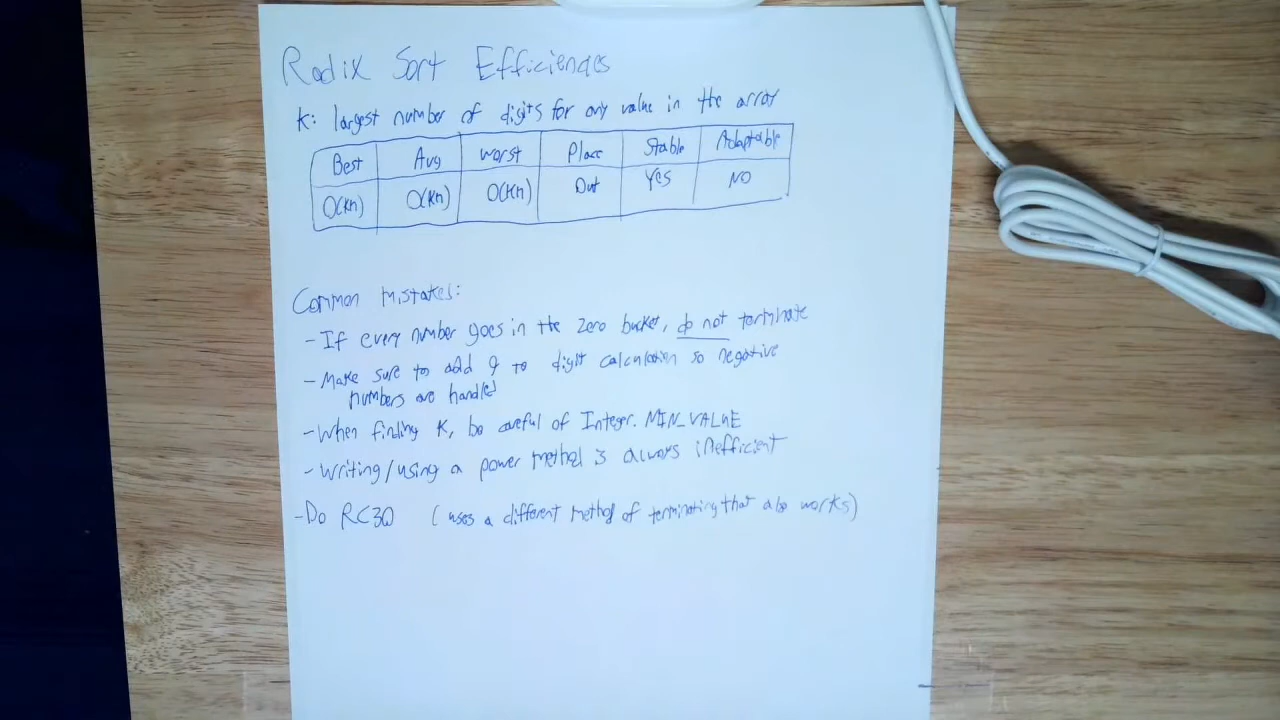 Radix Sort Efficiencies
K: largest number of digits for any value in the array
Best Avg Worst Place Stable Adaptable
O(Kn) O(Kn) O(Kn) Out Yes NO
Common Mistakes:
- If every number goes in the zero bucket, do not terminate
- Make sure to add 9 to digit calculation so negative
numbers are handled
- When finding K, be careful of Integer.MIN_VALUE
- Writing/using a power method is always inefficient
- Do RC30 (uses a different method of terminating that also works)